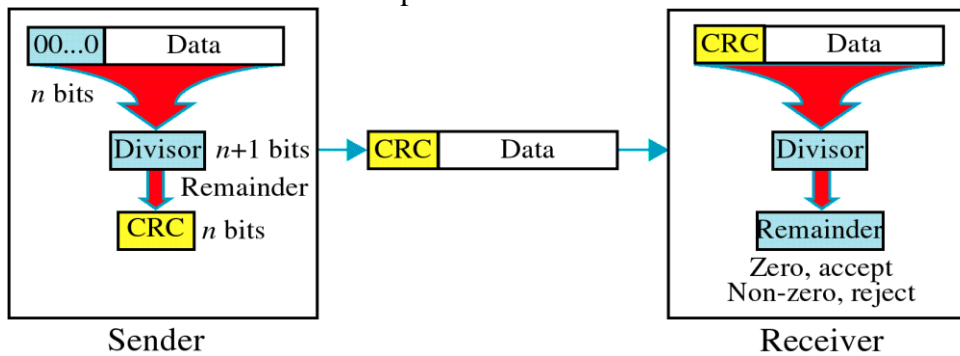 00...0 Data
n bits
Divisor n+1 bits
Remainder
CRC n bits
Sender
CRC Data
CRC Data
Divisor
Remainder
Zero, accept
Non-zero, reject
Receiver